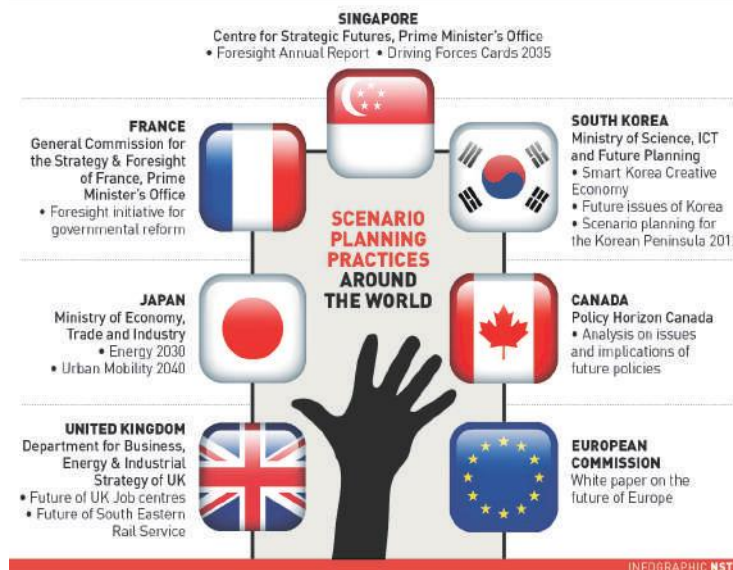 SINGAPORE
Centre for Strategic Futures, Prime Minister's Office
• Foresight Annual Report • Driving Forces Cards 2035
FRANCE
General Commission for
the Strategy & Foresight
of France, Prime
Minister's Office
• Foresight initiative for
governmental reform
SOUTH KOREA
Ministry of Science, ICT
and Future Planning
• Smart Korea Creative
Economy
• Future issues of Korea
• Scenario planning for
the Korean Peninsula 201
SCENARIO
PLANNING
PRACTICES
AROUND
THE WORLD
JAPAN
Ministry of Economy,
Trade and Industry
• Energy 2030
• Urban Mobility 2040
CANADA
Policy Horizon Canada
• Analysis on issues
and implications of
future policies
UNITED KINGDOM
Department for Business,
Energy & Industrial
Strategy of UK
• Future of UK Job centres
• Future of South Eastern
Rail Service
EUROPEAN
COMMISSION
White paper on the
future of Europe
INFOGRAPHIC NST